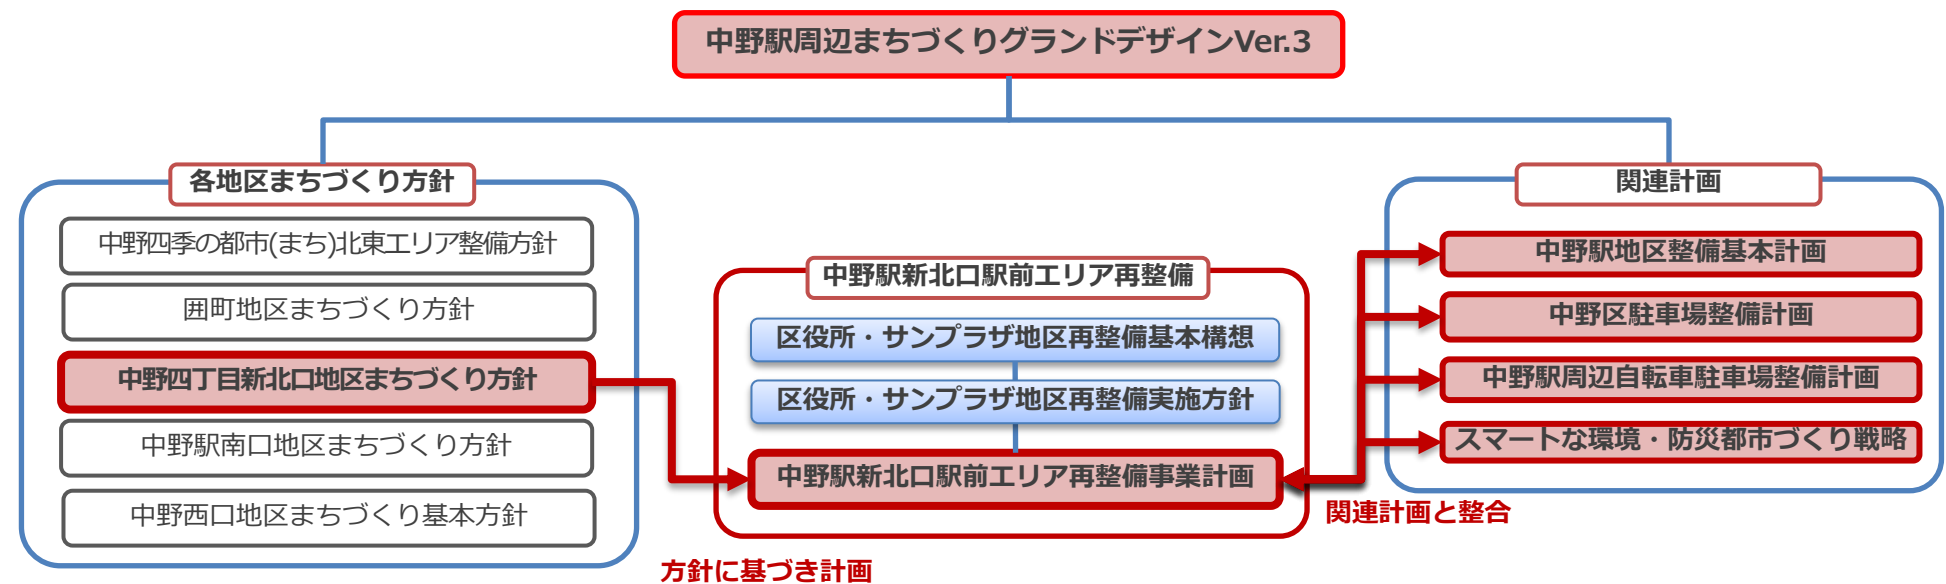 中野駅周辺まちづくりグランドデザインVer.3
各地区まちづくり方針
中野四季の都市(まち)北東エリア整備方針
囲町地区まちづくり方針
中野四丁目新北口地区まちづくり方針
中野駅南口地区まちづくり方針
中野西口地区まちづくり基本方針
方針に基づき計画
中野駅新北口駅前エリア再整備
区役所・サンプラザ地区再整備基本構想
区役所・サンプラザ地区再整備実施方針
中野駅新北口駅前エリア再整備事業計画
関連計画
中野駅地区整備基本計画
中野区駐車場整備計画
中野駅周辺自転車駐車場整備計画
スマートな環境・防災都市づくり戦略
関連計画と整合